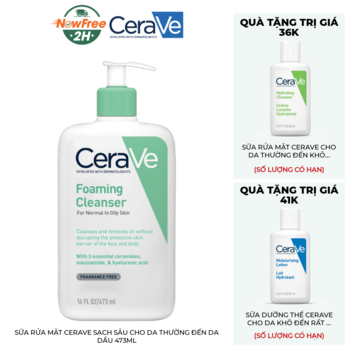 NowFree
2H
CeraVe
DEVELOPED WITH DERMATOLOGISTS
CeraVe
DEVELOPED WITH DERMATOLOGISTS
Foaming
Cleanser
For Normal to Oily Skin
Cleanses and removes oil without
disrupting the protective skin
barrier of the face and body
With 3 essential ceramides,
niacinamide, & hyaluronic acid
FRAGRANCE FREE
16 FL.OZ/473 ml
SỮA RỬA MẶT CERAVE SẠCH SÂU CHO DA THƯỜNG ĐẾN DA
DẦU 473ML
QUÀ TẶNG TRỊ GIÁ
36K
CeraVe
Hydrating
Cleanser
Crème
Lavante
Hydratante
SỮA RỬA MẶT CERAVE CHO
DA THƯỜNG ĐẾN KHÔ...
(SỐ LƯỢNG CÓ HẠN)
QUÀ TẶNG TRỊ GIÁ
41K
CeraVe
Moisturising
Lotion
Lait
Hydratant
SỮA DƯỠNG THỂ CERAVE
CHO DA KHÔ ĐẾN RẤT ...
(SỐ LƯỢNG CÓ HẠN)